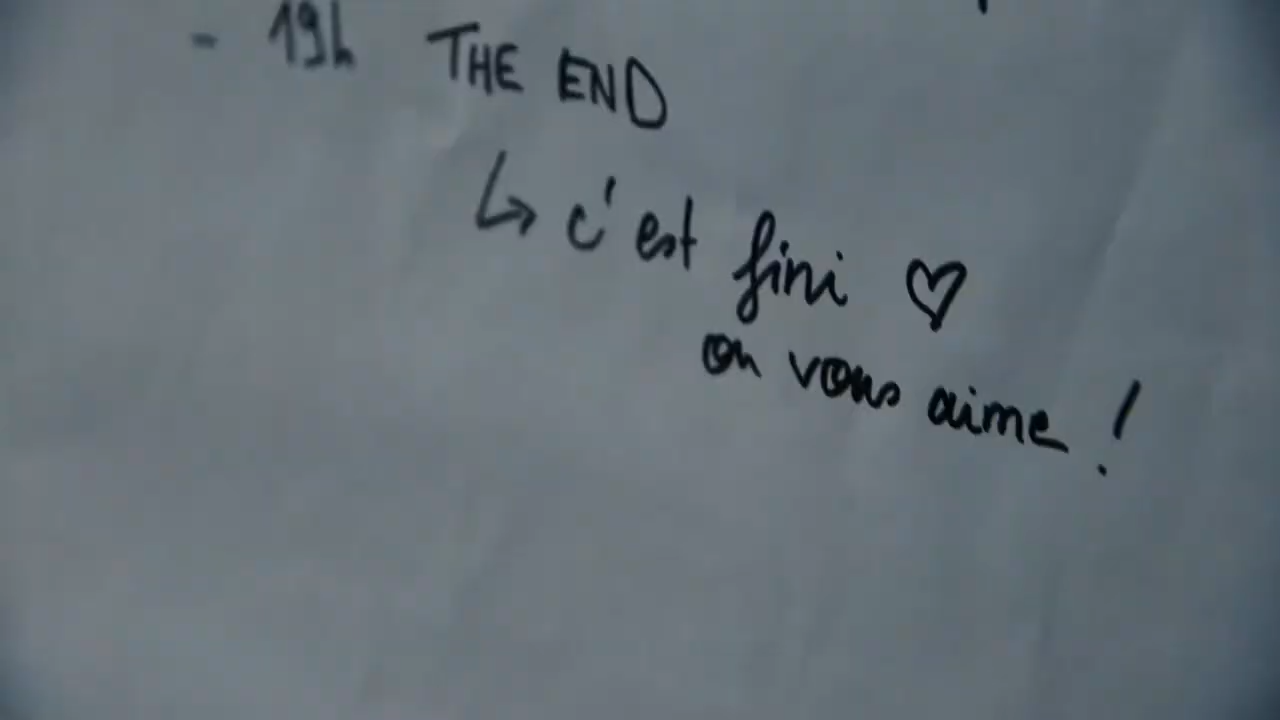 - 19h THE END
↳ c'est fini ♡
on vous aime !